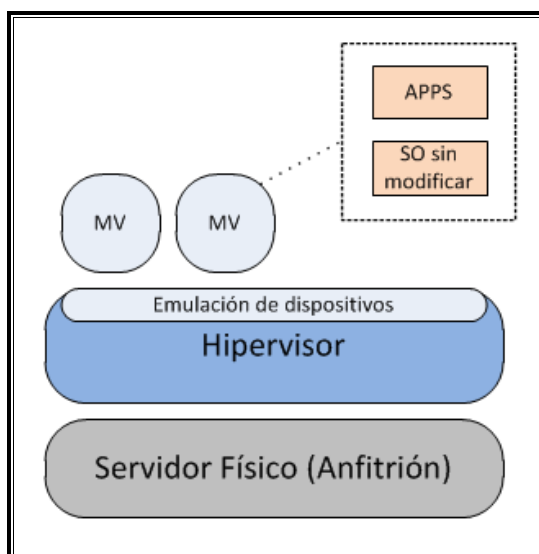 APPS
SO sin
modificar
MV
MV
Emulación de dispositivos
Hipervisor
Servidor Físico (Anfitrión)